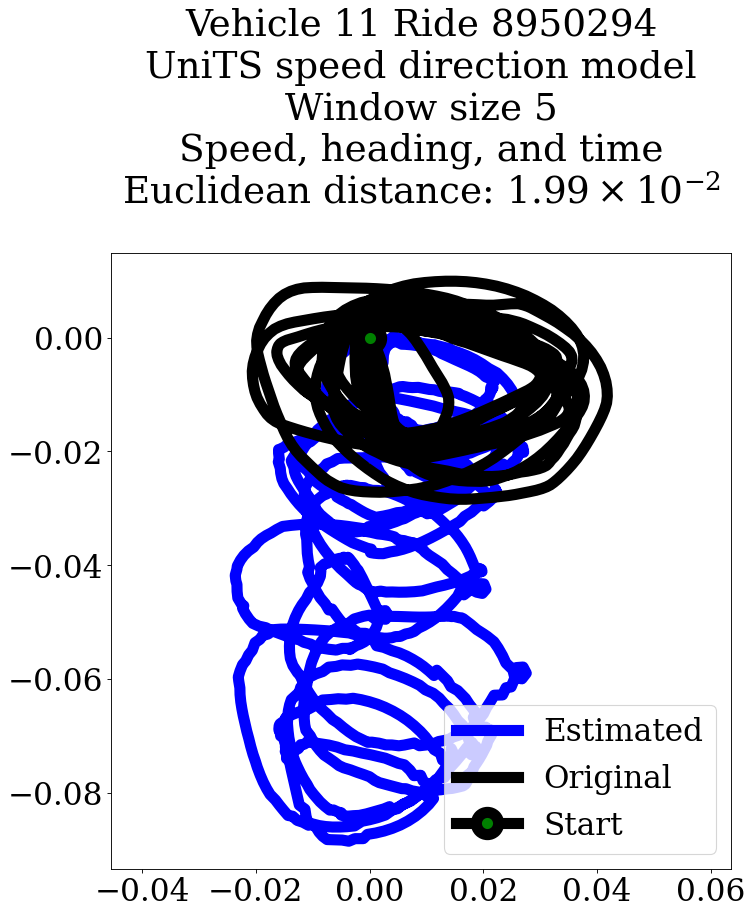 Vehicle 11 Ride 8950294
UniTS speed direction model
Window size 5
Speed, heading, and time
Euclidean distance: 1.99 × 10⁻²
0.00
−0.02
−0.04
−0.06
−0.08
Estimated
Original
Start
−0.04 −0.02 0.00 0.02 0.04 0.06